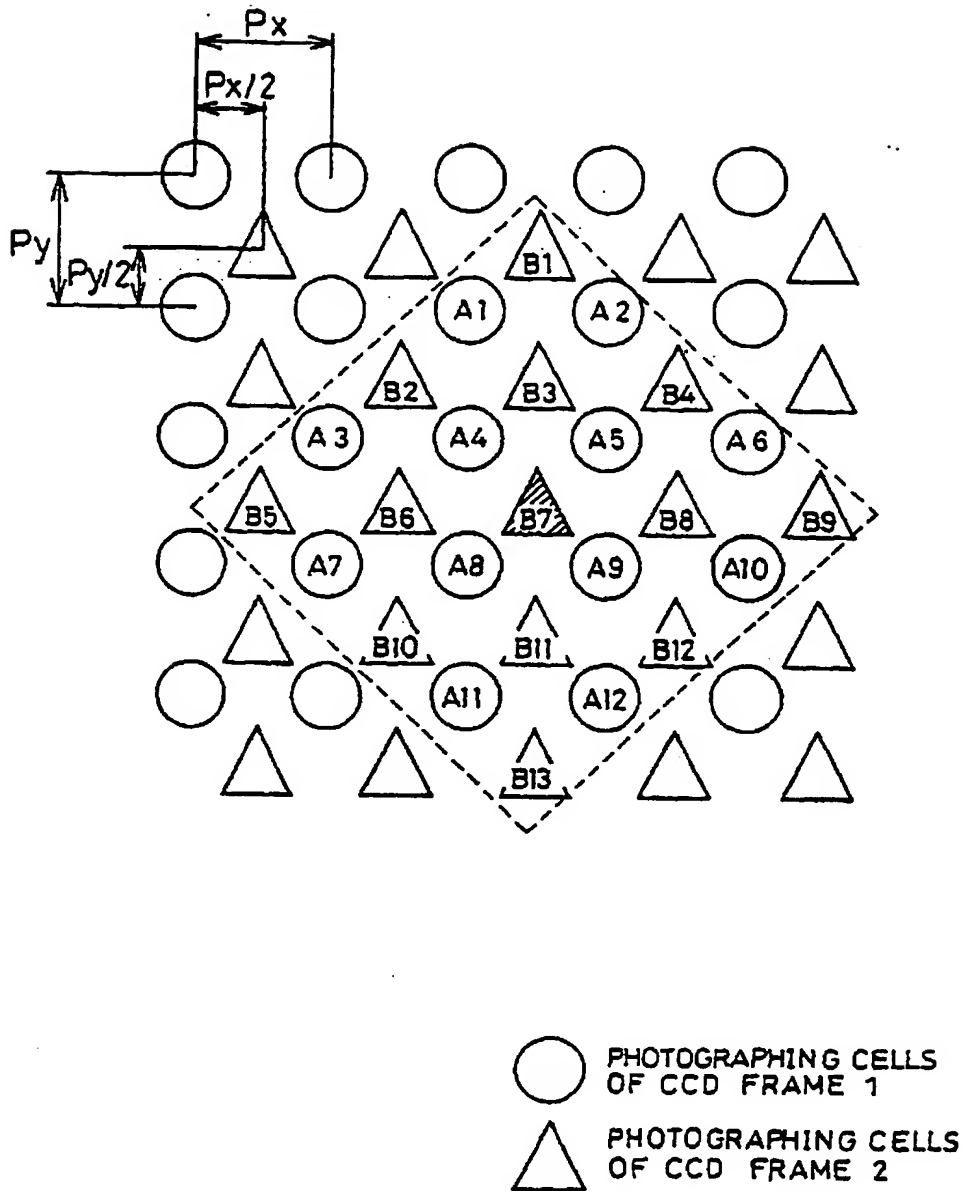 Px
Px/2
Py
Py/2
B1
A1 A2
B2 B3 B4
A3 A4 A5 A6
B5 B6 B7 B8 B9
A7 A8 A9 A10
B10 B11 B12
A11 A12
B13
PHOTOGRAPHING CELLS
OF CCD FRAME 1
PHOTOGRAPHING CELLS
OF CCD FRAME 2